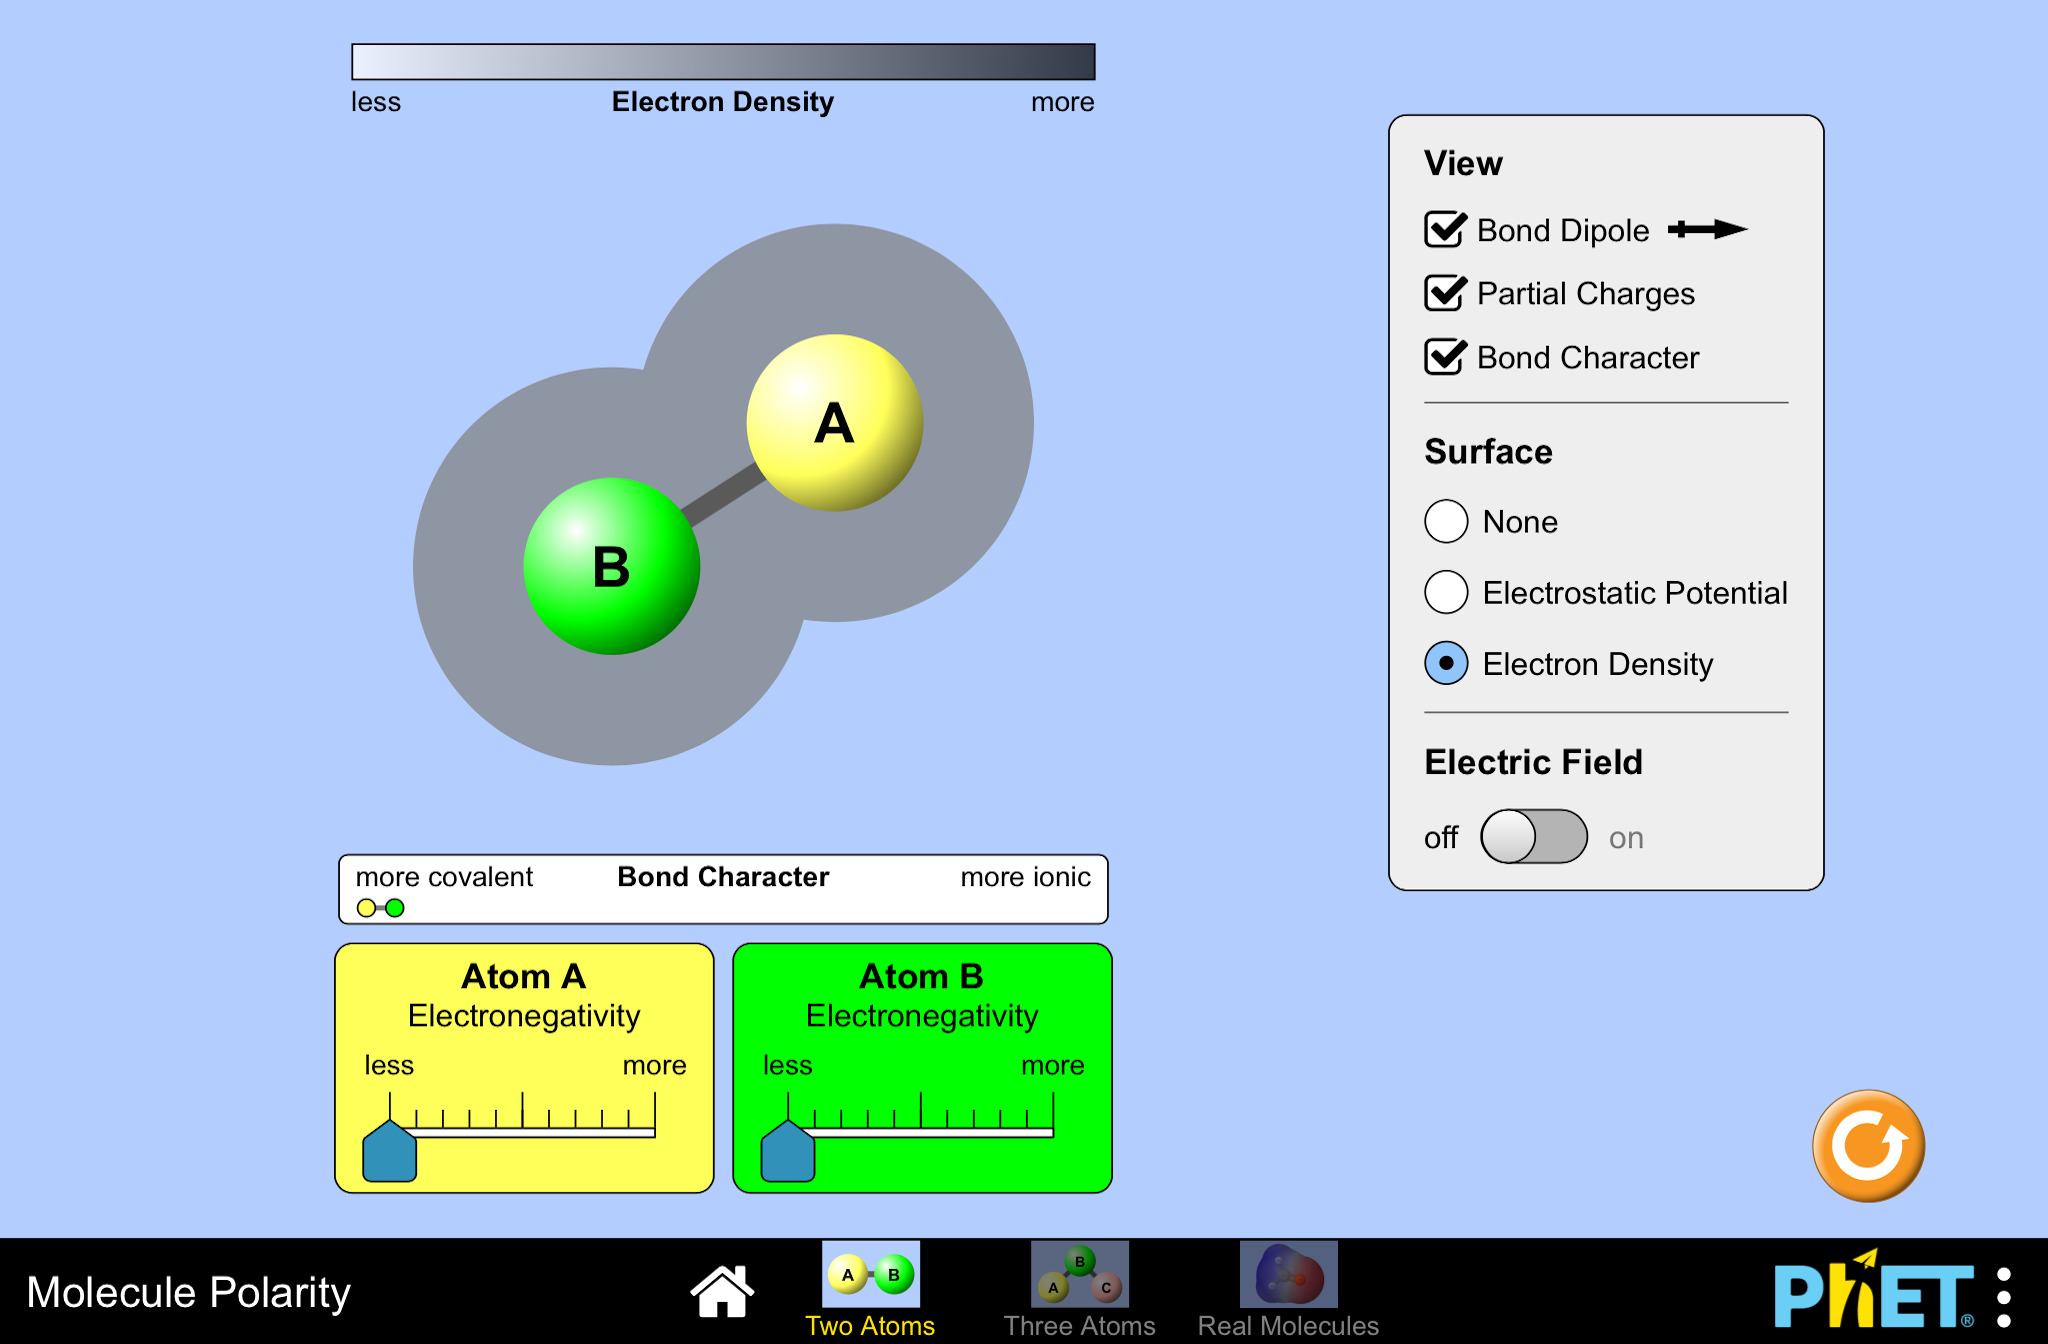 less Electron Density more
View
Bond Dipole
Partial Charges
Bond Character
Surface
None
Electrostatic Potential
Electron Density
Electric Field
off on
A
B
more covalent Bond Character more ionic
Atom A
Electronegativity
less more
Atom B
Electronegativity
less more
Molecule Polarity
A B
Two Atoms
B
A C
Three Atoms
Real Molecules
PhET®